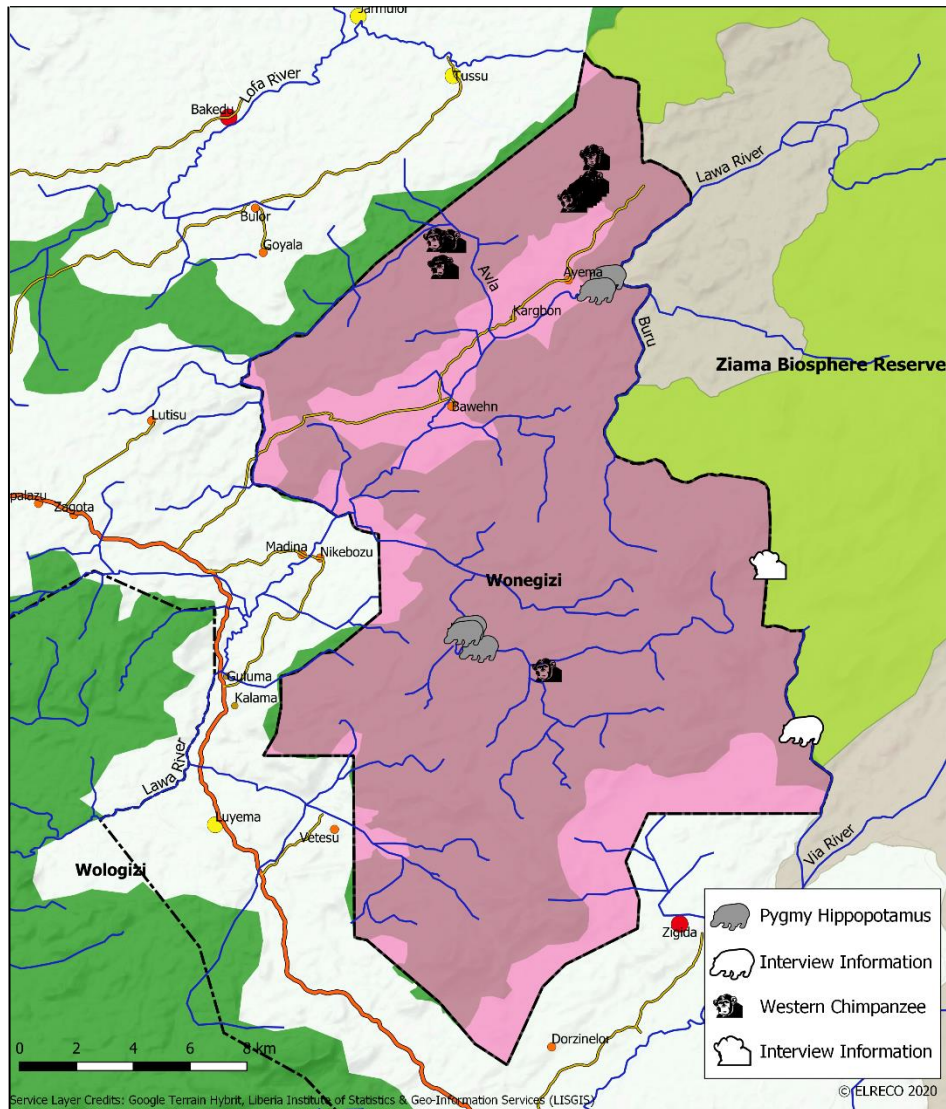 Jarmulor
Tussu
Lofa River
Bakedu
Lawa River
Bulor
Goyala
Avla
Ayema
Kargbon
Buru
Ziama Biosphere Reserve
Bawehn
Lutisu
palazu
Zagota
Madina
Nikebozu
Wonegizi
Guluma
Kalama
Lawa River
Luyema
Vetesu
Via River
Wologizi
Zigida
Dorzinelor
Pygmy Hippopotamus
Interview Information
Western Chimpanzee
Interview Information
0 2 4 6 8 km
© ELRECO 2020
Service Layer Credits: Google Terrain Hybrit, Liberia Institute of Statistics & Geo-Information Services (LISGIS)